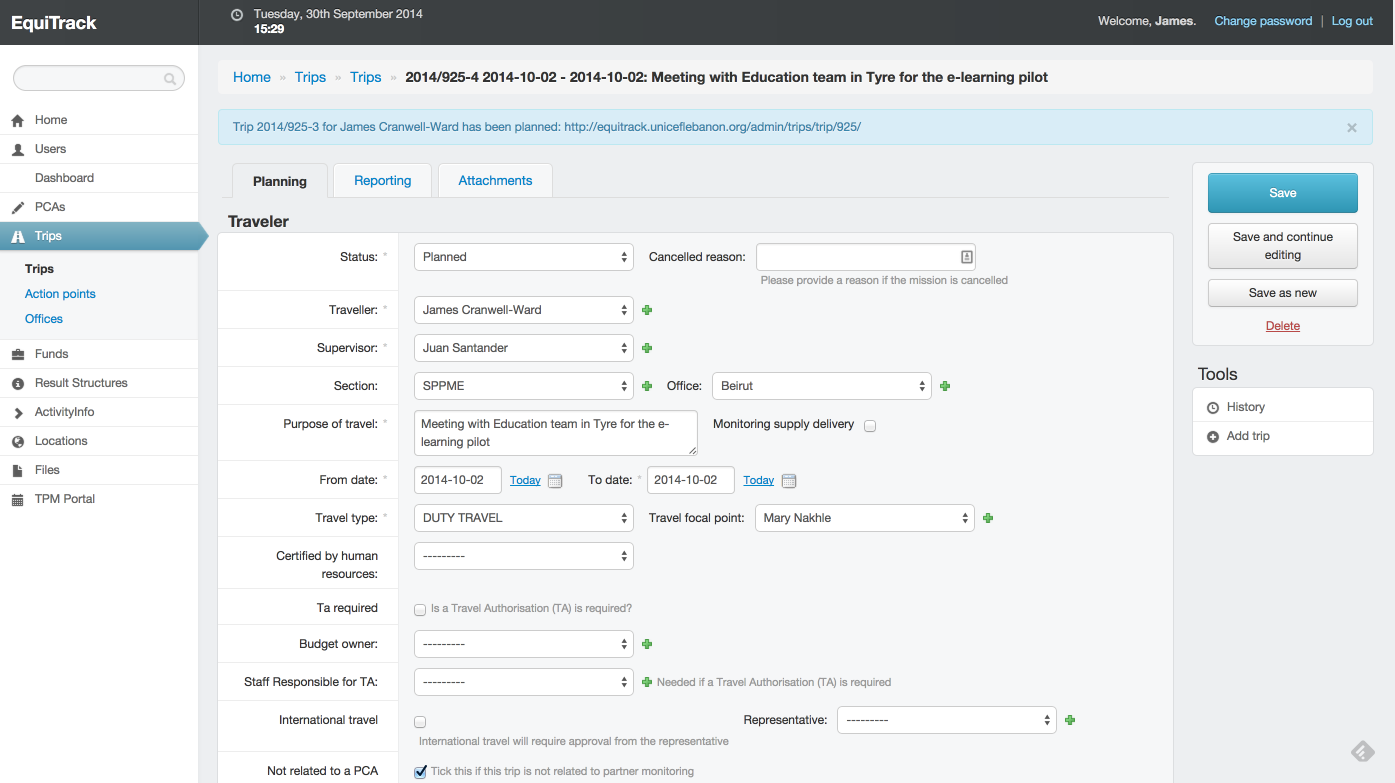 EquiTrack
Tuesday, 30th September 2014
15:29
Welcome, James. Change password | Log out
Home » Trips » Trips » 2014/925-4 2014-10-02 - 2014-10-02: Meeting with Education team in Tyre for the e-learning pilot
Trip 2014/925-3 for James Cranwell-Ward has been planned: http://equitrack.uniceflebanon.org/admin/trips/trip/925/ ×
Home
Users
Dashboard
PCAs
Trips
Trips
Action points
Offices
Funds
Result Structures
ActivityInfo
Locations
Files
TPM Portal
Planning Reporting Attachments
Traveler
Status: * Planned Cancelled reason:
Please provide a reason if the mission is cancelled
Traveller: * James Cranwell-Ward
Supervisor: * Juan Santander
Section: SPPME Office: Beirut
Purpose of travel: * Meeting with Education team in Tyre for the e-
learning pilot
Monitoring supply delivery
From date: * 2014-10-02 Today To date: * 2014-10-02 Today
Travel type: * DUTY TRAVEL Travel focal point: Mary Nakhle
Certified by human
resources: ---------
Ta required Is a Travel Authorisation (TA) is required?
Budget owner: ---------
Staff Responsible for TA: --------- Needed if a Travel Authorisation (TA) is required
International travel Representative: ---------
International travel will require approval from the representative
Not related to a PCA Tick this if this trip is not related to partner monitoring
Save
Save and continue
editing
Save as new
Delete
Tools
History
Add trip